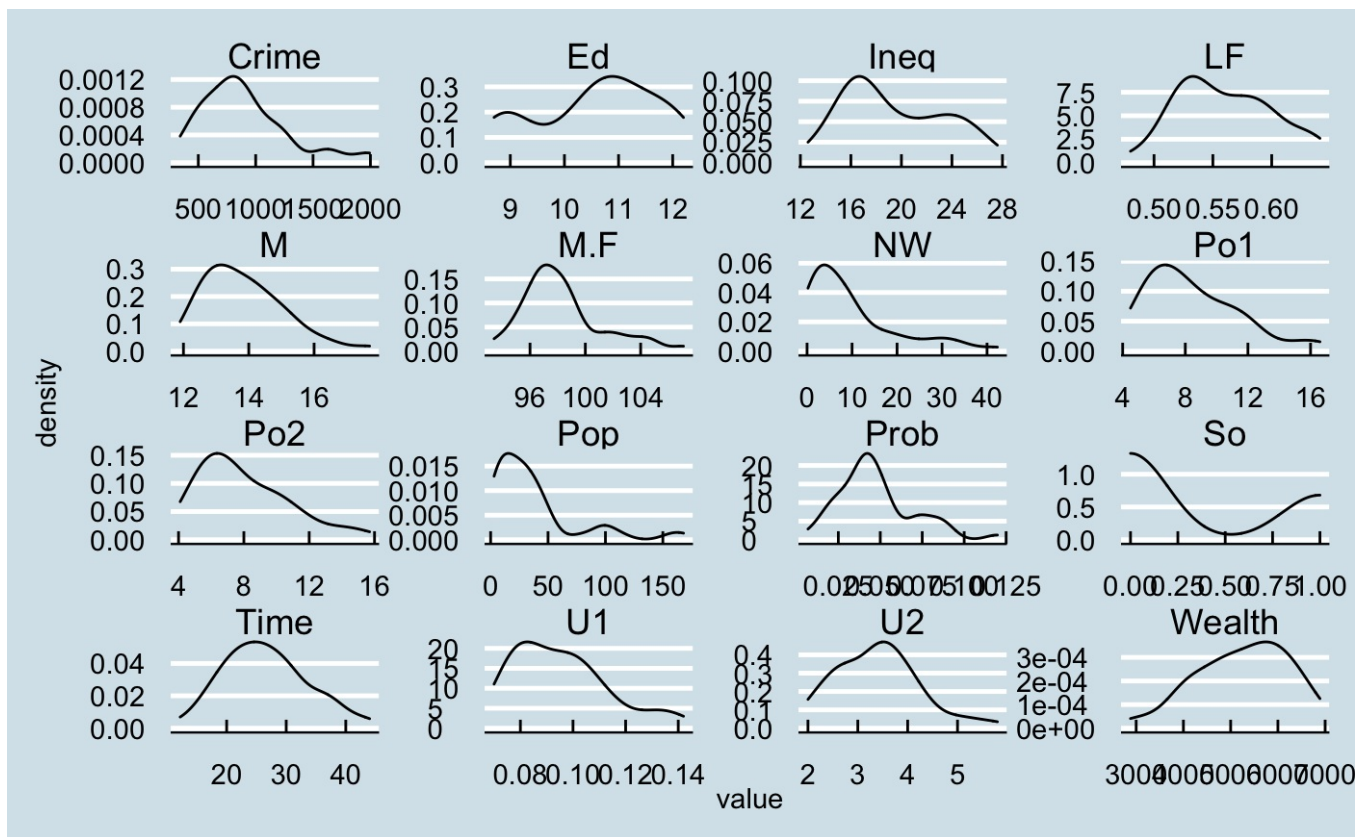 Crime Ed Ineq LF
0.0012 0.0008 0.0004 0.0000
0.3 0.2 0.1 0.0
0.100 0.075 0.050 0.025 0.000
7.5 5.0 2.5 0.0
500 1000 1500 2000
9 10 11 12
12 16 20 24 28
0.50 0.55 0.60
M M.F NW Po1
0.3 0.2 0.1 0.0
0.15 0.10 0.05 0.00
0.06 0.04 0.02 0.00
0.15 0.10 0.05 0.00
12 14 16
96 100 104
0 10 20 30 40
4 8 12 16
Po2 Pop Prob So
0.15 0.10 0.05 0.00
0.015 0.010 0.005 0.000
20 15 10 5 0
1.0 0.5 0.0
4 8 12 16
0 50 100 150
0.025 0.050 0.075 0.100 0.125
0.00 0.25 0.50 0.75 1.00
Time U1 U2 Wealth
0.04 0.02 0.00
20 15 10 5 0
0.4 0.3 0.2 0.1 0.0
3e-04 2e-04 1e-04 0e+00
20 30 40
0.08 0.10 0.12 0.14
2 3 4 5
3000 4000 5000 6000 7000
density
value